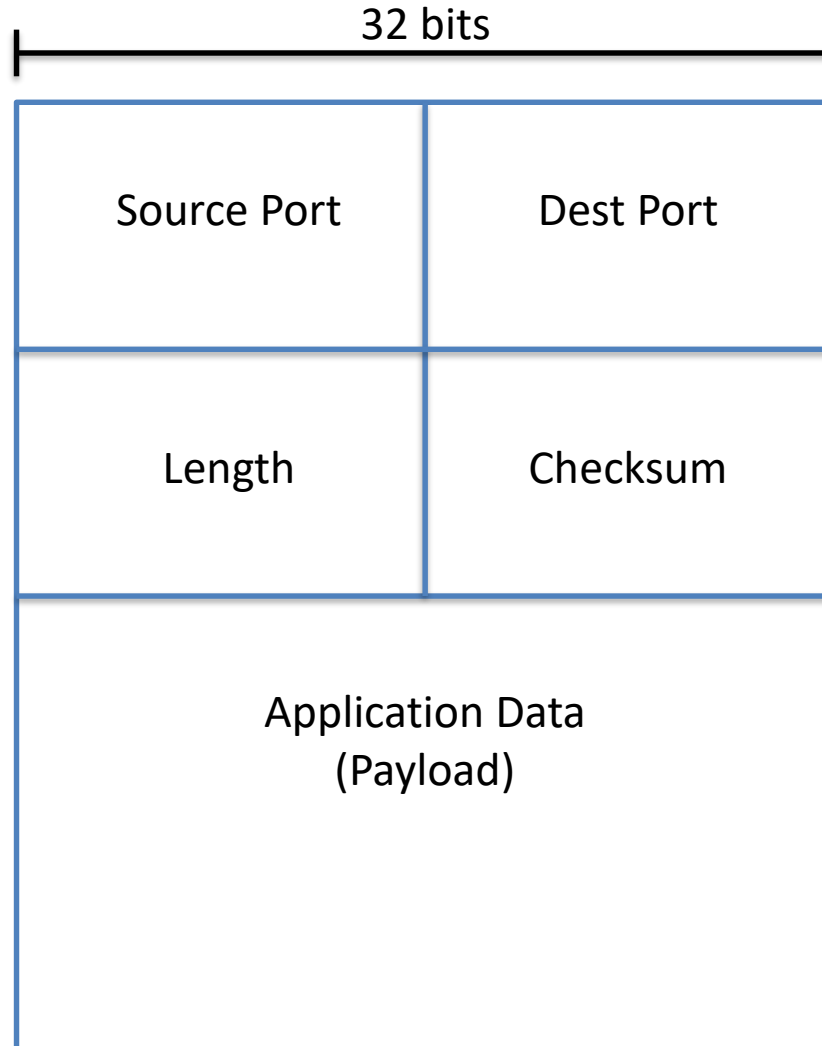 32 bits
Source Port
Dest Port
Length
Checksum
Application Data
(Payload)